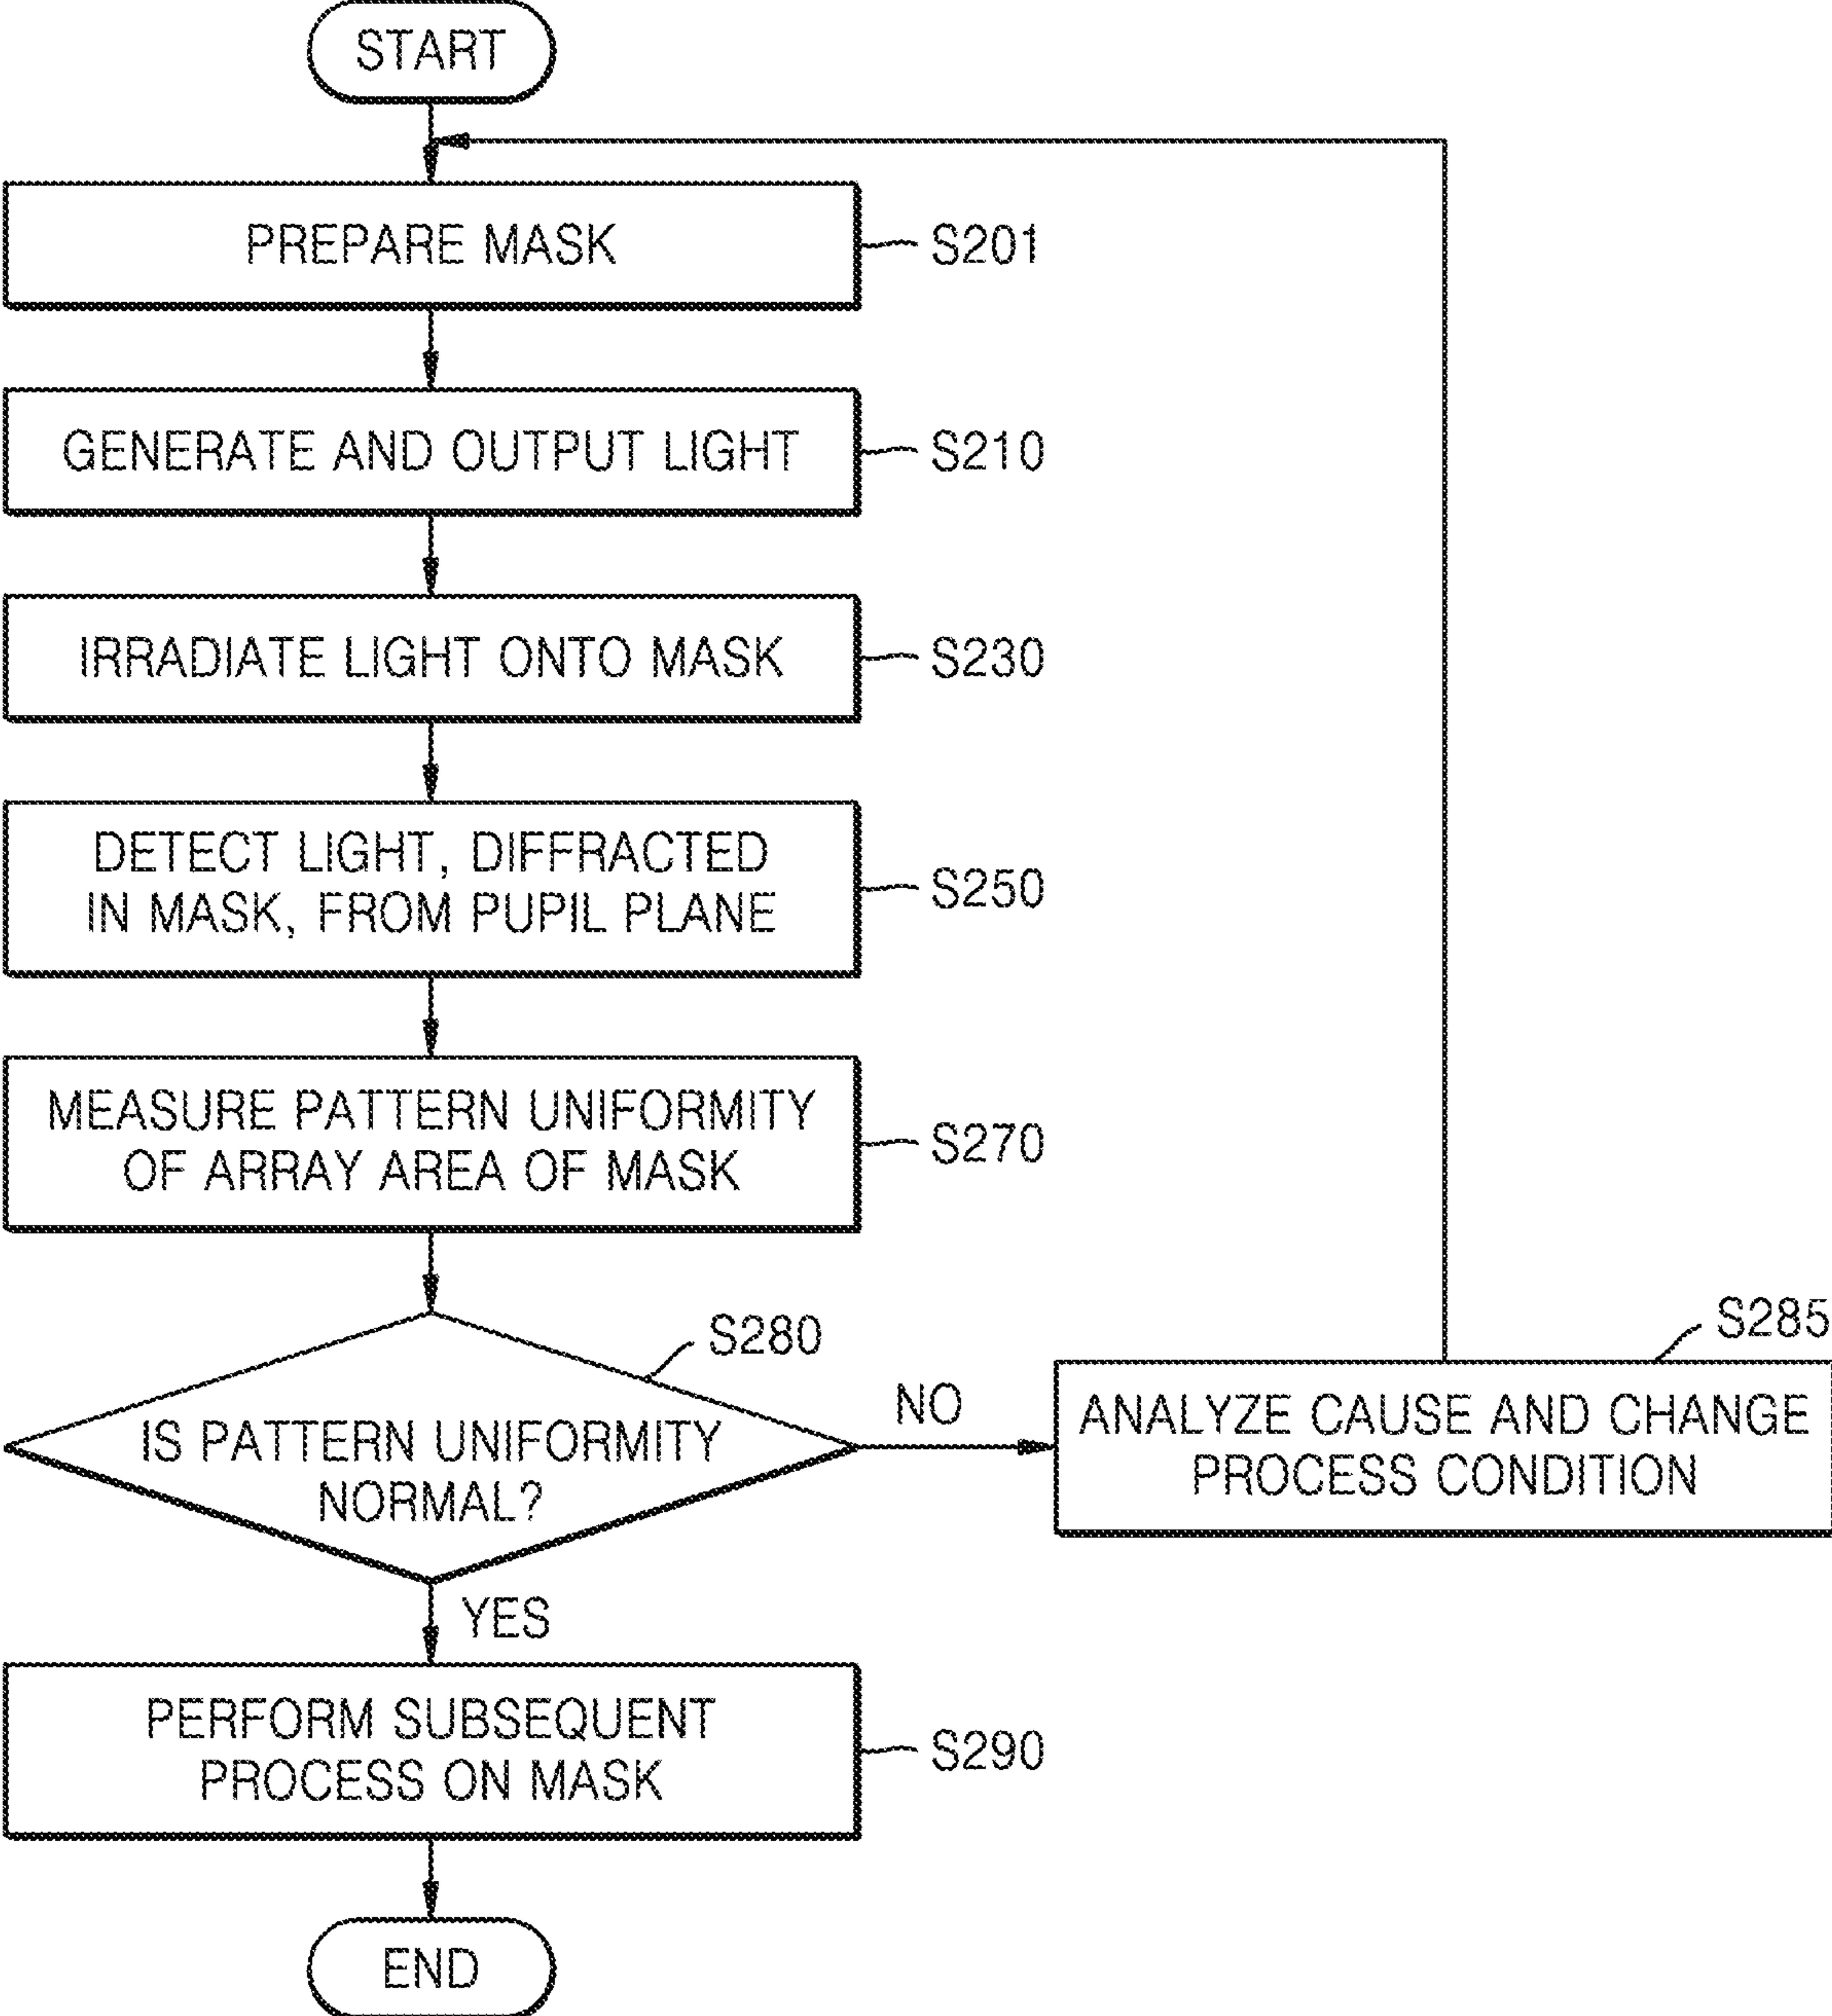 START
PREPARE MASK
S201
GENERATE AND OUTPUT LIGHT
S210
IRRADIATE LIGHT ONTO MASK
S230
DETECT LIGHT, DIFFRACTED
IN MASK, FROM PUPIL PLANE
S250
MEASURE PATTERN UNIFORMITY
OF ARRAY AREA OF MASK
S270
S280
IS PATTERN UNIFORMITY
NORMAL?
NO
S285
ANALYZE CAUSE AND CHANGE
PROCESS CONDITION
YES
PERFORM SUBSEQUENT
PROCESS ON MASK
S290
END